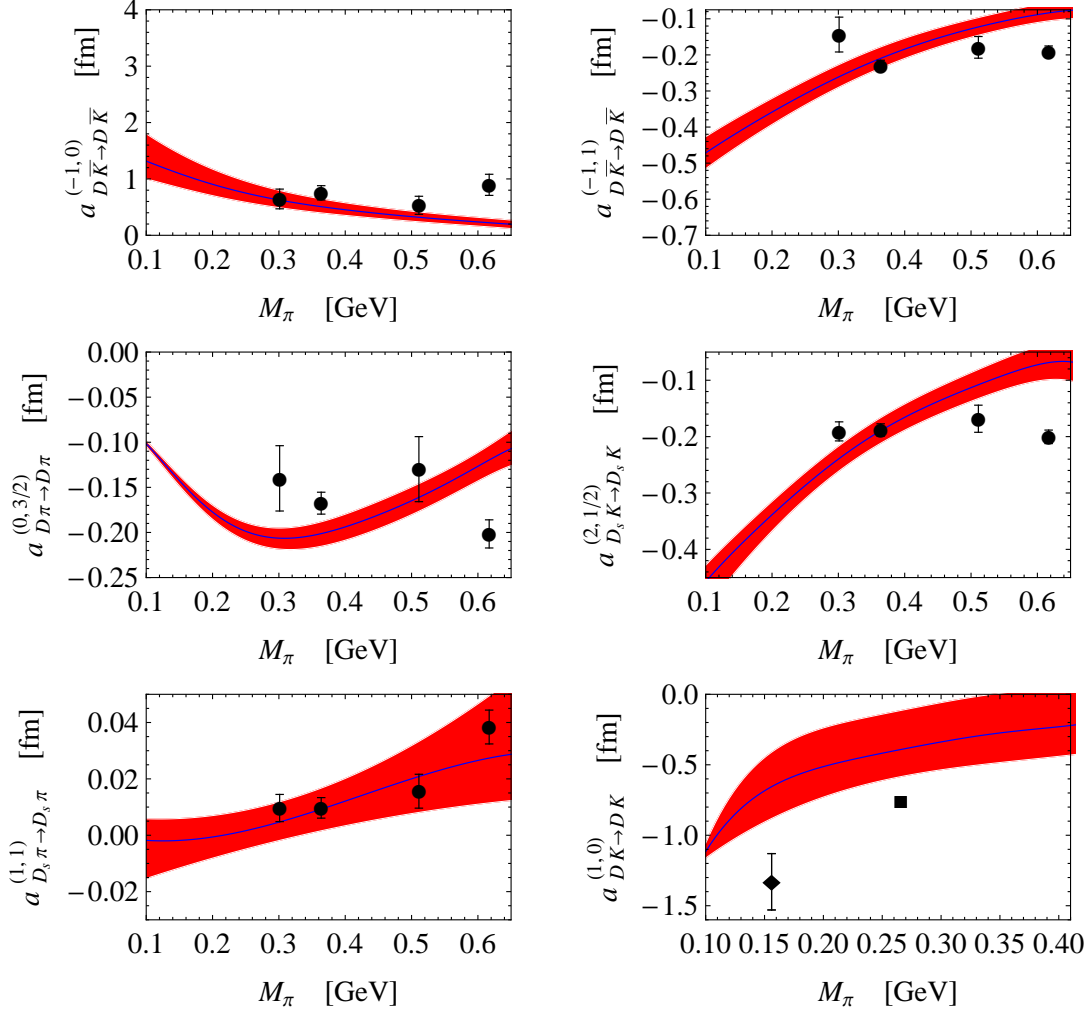 a^{(-1, 0)}_{D\overline{K}→D\overline{K}} [fm]
4
3
2
1
0
0.1 0.2 0.3 0.4 0.5 0.6
M_π [GeV]
a^{(-1, 1)}_{D\overline{K}→D\overline{K}} [fm]
−0.1
−0.2
−0.3
−0.4
−0.5
−0.6
−0.7
0.1 0.2 0.3 0.4 0.5 0.6
M_π [GeV]
a^{(0, 3/2)}_{Dπ→Dπ} [fm]
0.00
−0.05
−0.10
−0.15
−0.20
−0.25
0.1 0.2 0.3 0.4 0.5 0.6
M_π [GeV]
a^{(2, 1/2)}_{D_s K→D_s K} [fm]
−0.1
−0.2
−0.3
−0.4
0.1 0.2 0.3 0.4 0.5 0.6
M_π [GeV]
a^{(1, 1)}_{D_s π→D_s π} [fm]
0.04
0.02
0.00
−0.02
0.1 0.2 0.3 0.4 0.5 0.6
M_π [GeV]
a^{(1, 0)}_{DK→DK} [fm]
0.0
−0.5
−1.0
−1.5
0.10 0.15 0.20 0.25 0.30 0.35 0.40
M_π [GeV]